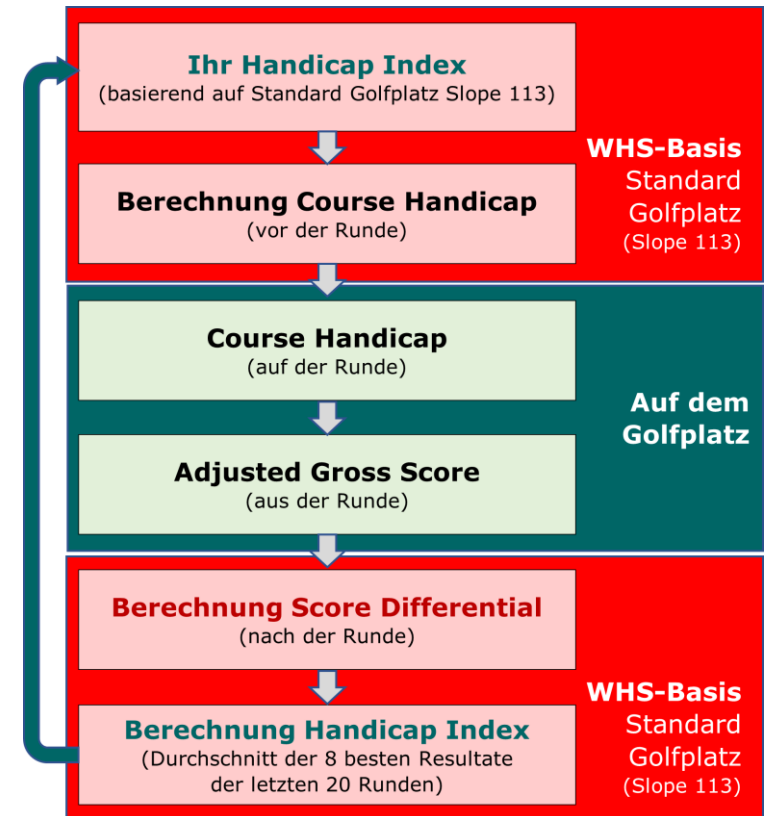 Ihr Handicap Index
(basierend auf Standard Golfplatz Slope 113)
Berechnung Course Handicap
(vor der Runde)
WHS-Basis
Standard
Golfplatz
(Slope 113)
Course Handicap
(auf der Runde)
Adjusted Gross Score
(aus der Runde)
Auf dem
Golfplatz
Berechnung Score Differential
(nach der Runde)
Berechnung Handicap Index
(Durchschnitt der 8 besten Resultate
der letzten 20 Runden)
WHS-Basis
Standard
Golfplatz
(Slope 113)